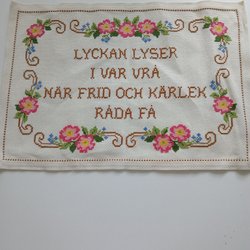 LYCKAN LYSER
I VAR VRÅ
NÄR FRID OCH KÄRLEK
RÅDA FÅ